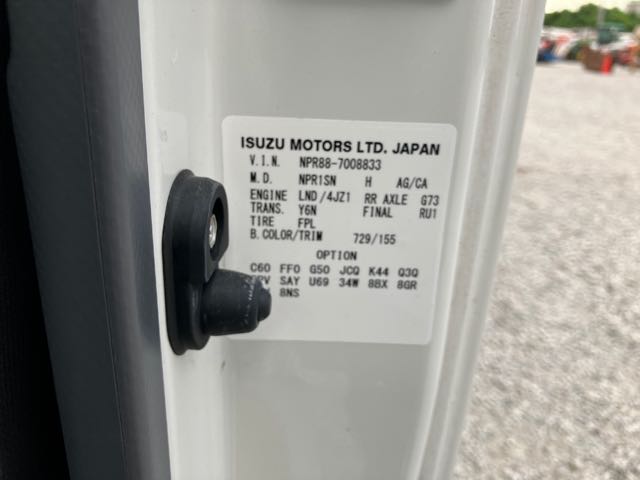 ISUZU MOTORS LTD. JAPAN
V.I.N. NPR88-7008833
M.D. NPR1SN H AG/CA
ENGINE LND/4JZ1 RR AXLE G73
TRANS. Y6N FINAL RU1
TIRE FPL
B.COLOR/TRIM 729/155
OPTION
C60 FF0 G50 JCQ K44 Q3Q
SAY U69 34W 8BX 8GR
8NS